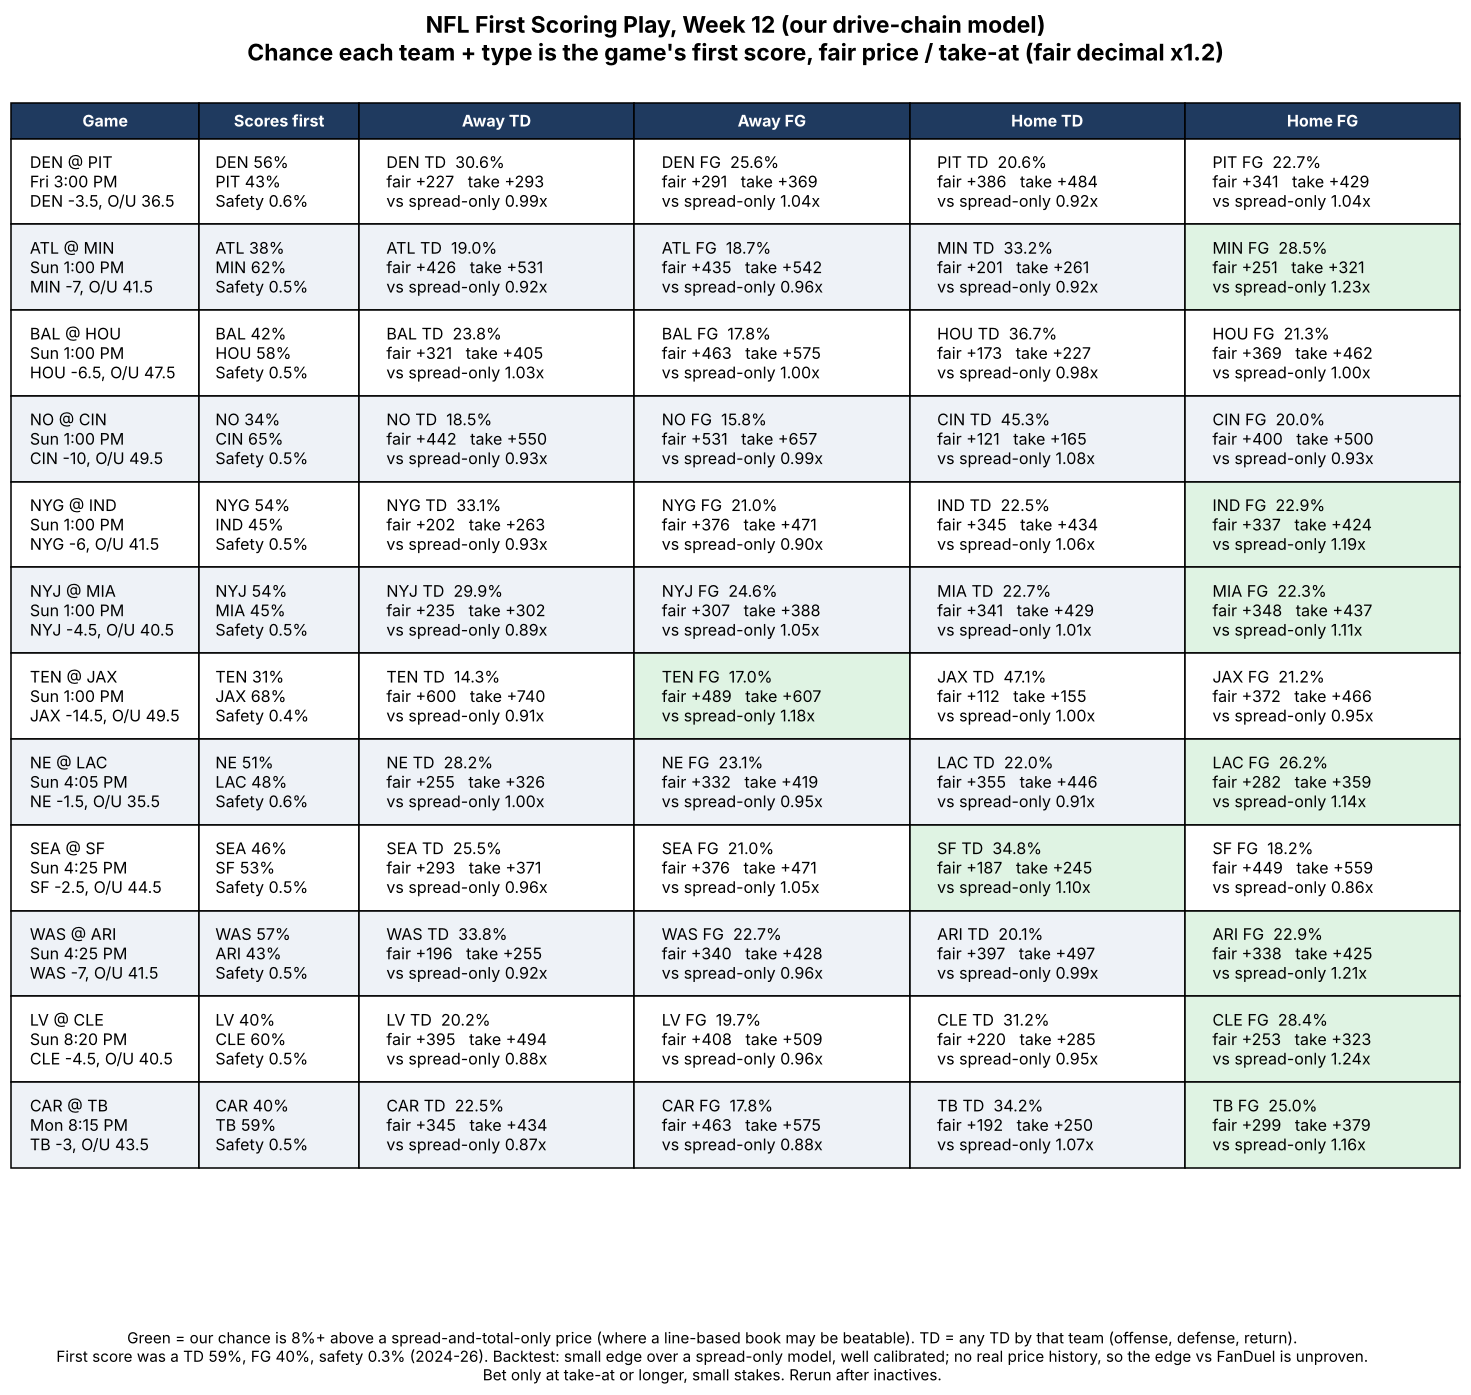 NFL First Scoring Play, Week 12 (our drive-chain model)
Chance each team + type is the game's first score, fair price / take-at (fair decimal x1.2)
Game Scores first Away TD Away FG Home TD Home FG
DEN @ PIT DEN 56% DEN TD 30.6% DEN FG 25.6% PIT TD 20.6% PIT FG 22.7%
Fri 3:00 PM PIT 43% fair +227 take +293 fair +291 take +369 fair +386 take +484 fair +341 take +429
DEN -3.5, O/U 36.5 Safety 0.6% vs spread-only 0.99x vs spread-only 1.04x vs spread-only 0.92x vs spread-only 1.04x
ATL @ MIN ATL 38% ATL TD 19.0% ATL FG 18.7% MIN TD 33.2% MIN FG 28.5%
Sun 1:00 PM MIN 62% fair +426 take +531 fair +435 take +542 fair +201 take +261 fair +251 take +321
MIN -7, O/U 41.5 Safety 0.5% vs spread-only 0.92x vs spread-only 0.96x vs spread-only 0.92x vs spread-only 1.23x
BAL @ HOU BAL 42% BAL TD 23.8% BAL FG 17.8% HOU TD 36.7% HOU FG 21.3%
Sun 1:00 PM HOU 58% fair +321 take +405 fair +463 take +575 fair +173 take +227 fair +369 take +462
HOU -6.5, O/U 47.5 Safety 0.5% vs spread-only 1.03x vs spread-only 1.00x vs spread-only 0.98x vs spread-only 1.00x
NO @ CIN NO 34% NO TD 18.5% NO FG 15.8% CIN TD 45.3% CIN FG 20.0%
Sun 1:00 PM CIN 65% fair +442 take +550 fair +531 take +657 fair +121 take +165 fair +400 take +500
CIN -10, O/U 49.5 Safety 0.5% vs spread-only 0.93x vs spread-only 0.99x vs spread-only 1.08x vs spread-only 0.93x
NYG @ IND NYG 54% NYG TD 33.1% NYG FG 21.0% IND TD 22.5% IND FG 22.9%
Sun 1:00 PM IND 45% fair +202 take +263 fair +376 take +471 fair +345 take +434 fair +337 take +424
NYG -6, O/U 41.5 Safety 0.5% vs spread-only 0.93x vs spread-only 0.90x vs spread-only 1.06x vs spread-only 1.19x
NYJ @ MIA NYJ 54% NYJ TD 29.9% NYJ FG 24.6% MIA TD 22.7% MIA FG 22.3%
Sun 1:00 PM MIA 45% fair +235 take +302 fair +307 take +388 fair +341 take +429 fair +348 take +437
NYJ -4.5, O/U 40.5 Safety 0.5% vs spread-only 0.89x vs spread-only 1.05x vs spread-only 1.01x vs spread-only 1.11x
TEN @ JAX TEN 31% TEN TD 14.3% TEN FG 17.0% JAX TD 47.1% JAX FG 21.2%
Sun 1:00 PM JAX 68% fair +600 take +740 fair +489 take +607 fair +112 take +155 fair +372 take +466
JAX -14.5, O/U 49.5 Safety 0.4% vs spread-only 0.91x vs spread-only 1.18x vs spread-only 1.00x vs spread-only 0.95x
NE @ LAC NE 51% NE TD 28.2% NE FG 23.1% LAC TD 22.0% LAC FG 26.2%
Sun 4:05 PM LAC 48% fair +255 take +326 fair +332 take +419 fair +355 take +446 fair +282 take +359
NE -1.5, O/U 35.5 Safety 0.6% vs spread-only 1.00x vs spread-only 0.95x vs spread-only 0.91x vs spread-only 1.14x
SEA @ SF SEA 46% SEA TD 25.5% SEA FG 21.0% SF TD 34.8% SF FG 18.2%
Sun 4:25 PM SF 53% fair +293 take +371 fair +376 take +471 fair +187 take +245 fair +449 take +559
SF -2.5, O/U 44.5 Safety 0.5% vs spread-only 0.96x vs spread-only 1.05x vs spread-only 1.10x vs spread-only 0.86x
WAS @ ARI WAS 57% WAS TD 33.8% WAS FG 22.7% ARI TD 20.1% ARI FG 22.9%
Sun 4:25 PM ARI 43% fair +196 take +255 fair +340 take +428 fair +397 take +497 fair +338 take +425
WAS -7, O/U 41.5 Safety 0.5% vs spread-only 0.92x vs spread-only 0.96x vs spread-only 0.99x vs spread-only 1.21x
LV @ CLE LV 40% LV TD 20.2% LV FG 19.7% CLE TD 31.2% CLE FG 28.4%
Sun 8:20 PM CLE 60% fair +395 take +494 fair +408 take +509 fair +220 take +285 fair +253 take +323
CLE -4.5, O/U 40.5 Safety 0.5% vs spread-only 0.88x vs spread-only 0.96x vs spread-only 0.95x vs spread-only 1.24x
CAR @ TB CAR 40% CAR TD 22.5% CAR FG 17.8% TB TD 34.2% TB FG 25.0%
Mon 8:15 PM TB 59% fair +345 take +434 fair +463 take +575 fair +192 take +250 fair +299 take +379
TB -3, O/U 43.5 Safety 0.5% vs spread-only 0.87x vs spread-only 0.88x vs spread-only 1.07x vs spread-only 1.16x
Green = our chance is 8%+ above a spread-and-total-only price (where a line-based book may be beatable). TD = any TD by that team (offense, defense, return).
First score was a TD 59%, FG 40%, safety 0.3% (2024-26). Backtest: small edge over a spread-only model, well calibrated; no real price history, so the edge vs FanDuel is unproven.
Bet only at take-at or longer, small stakes. Rerun after inactives.